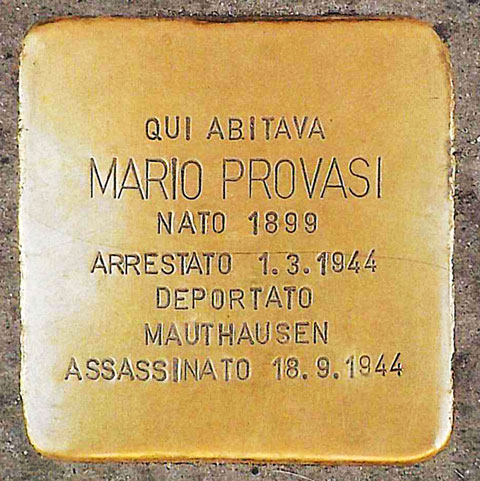 QUI ABITAVA
MARIO PROVASI
NATO 1899
ARRESTATO 1.3.1944
DEPORTATO
MAUTHAUSEN
ASSASSINATO 18.9.1944